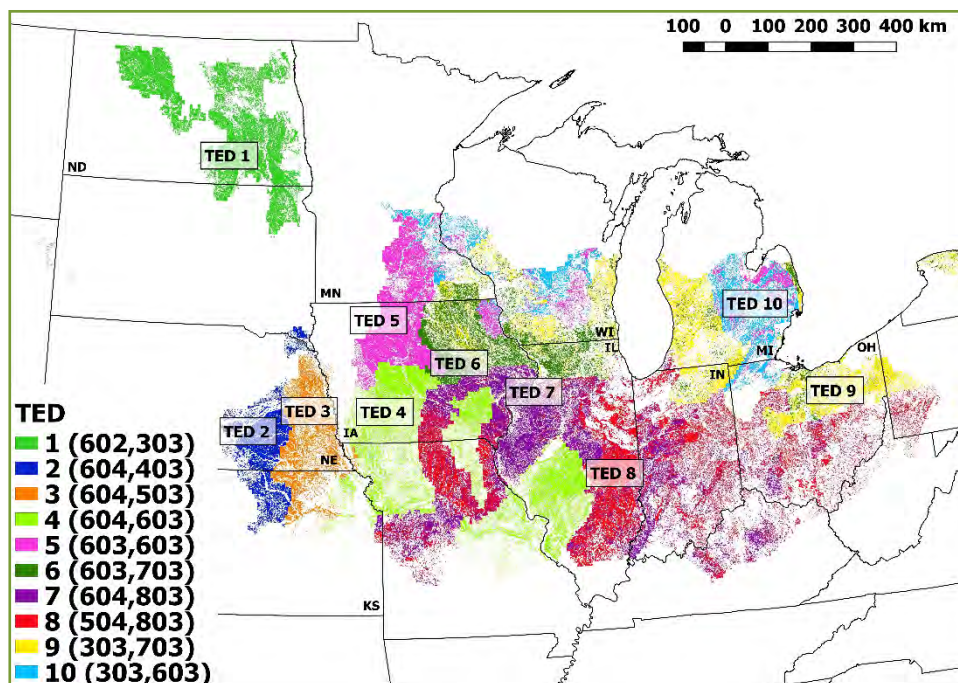 100 0 100 200 300 400 km
TED 1
ND
MN
TED 5
WI
IL
TED 10
MI
OH
TED 6
IN
TED 9
TED 7
TED 3
TED 4
TED 2
IA
NE
TED 8
KS
TED
1 (602,303)
2 (604,403)
3 (604,503)
4 (604,603)
5 (603,603)
6 (603,703)
7 (604,803)
8 (504,803)
9 (303,703)
10 (303,603)